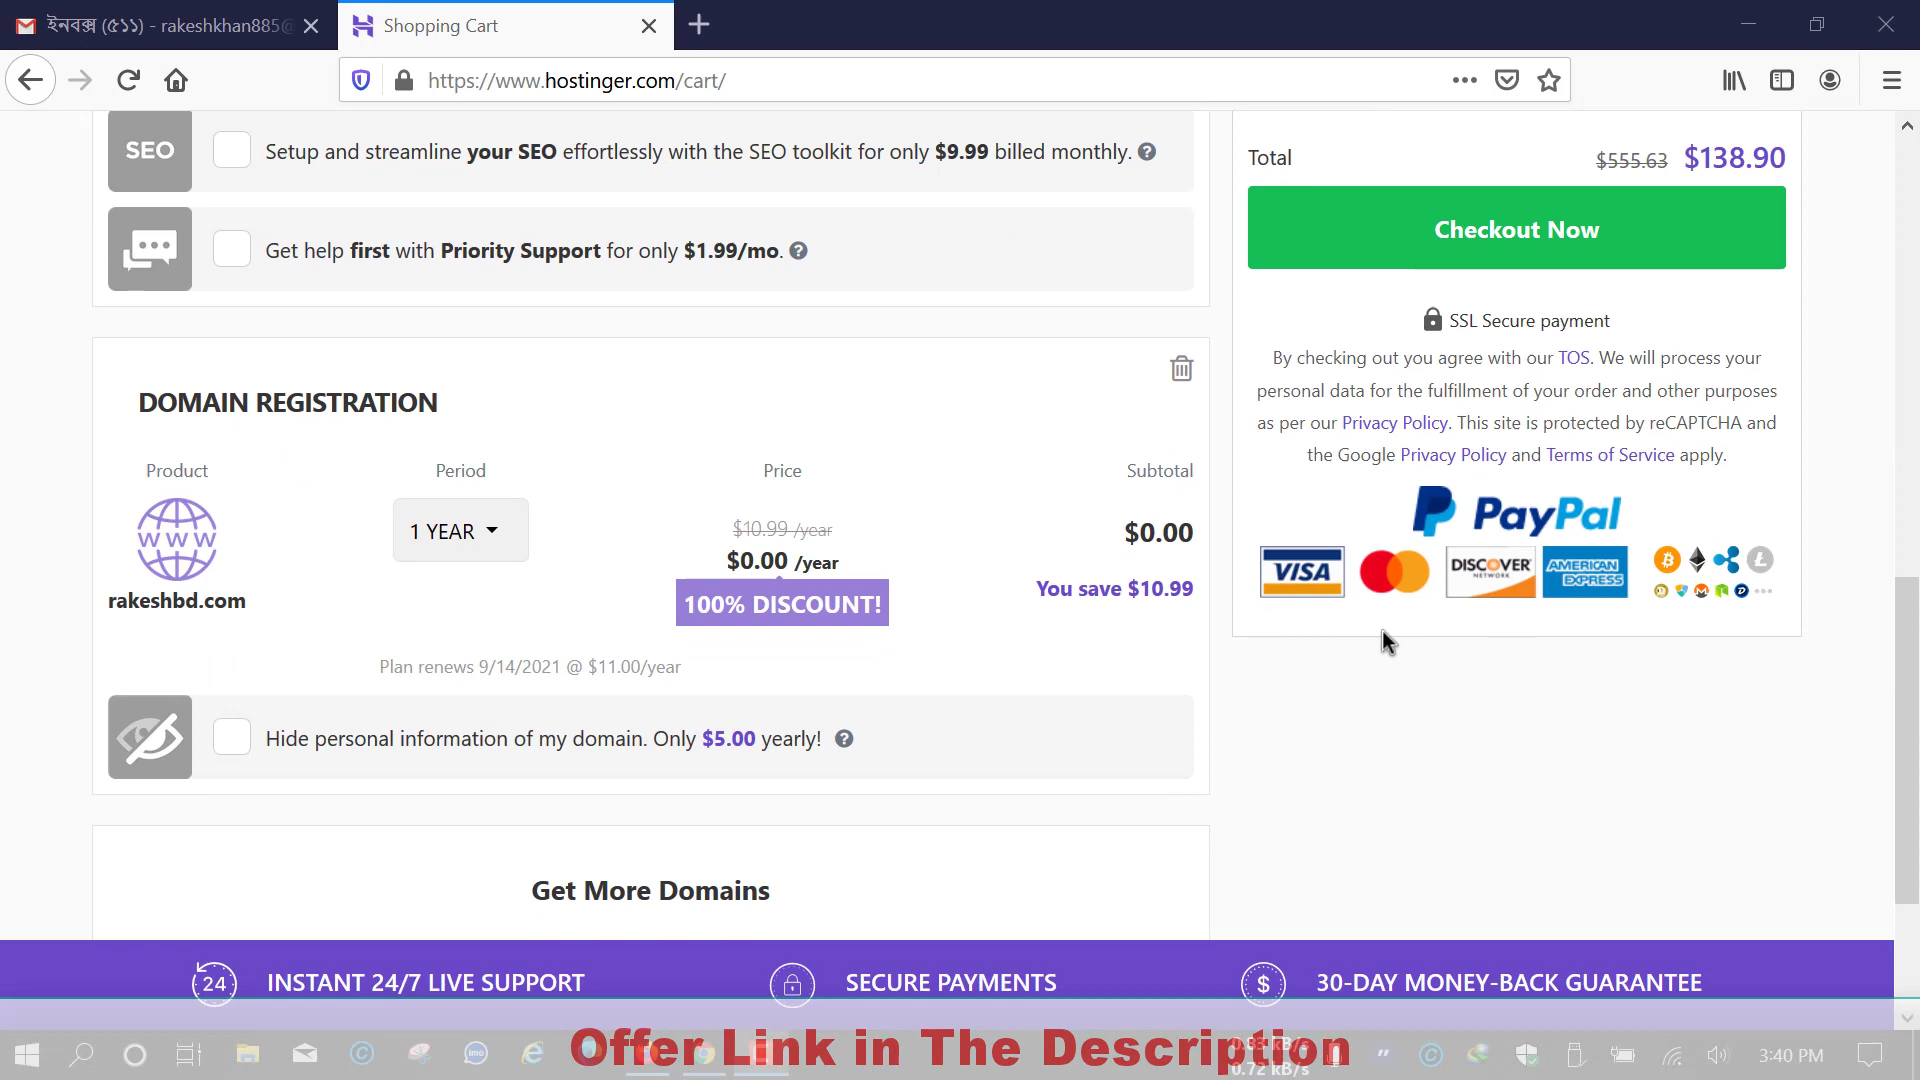 ইনবক্স (৫১১) - rakeshkhan885@
Shopping Cart
https://www.hostinger.com/cart/
SEO
Setup and streamline your SEO effortlessly with the SEO toolkit for only $9.99 billed monthly. ?
Get help first with Priority Support for only $1.99/mo. ?
DOMAIN REGISTRATION
Product Period Price Subtotal
WWW
rakeshbd.com
1 YEAR
$10.99 /year
$0.00 /year
100% DISCOUNT!
$0.00
You save $10.99
Plan renews 9/14/2021 @ $11.00/year
Hide personal information of my domain. Only $5.00 yearly! ?
Get More Domains
Total $555.63 $138.90
Checkout Now
SSL Secure payment
By checking out you agree with our TOS. We will process your
personal data for the fulfillment of your order and other purposes
as per our Privacy Policy. This site is protected by reCAPTCHA and
the Google Privacy Policy and Terms of Service apply.
PayPal
VISA
DISCOVER
NETWORK
AMERICAN
EXPRESS
24 INSTANT 24/7 LIVE SUPPORT
SECURE PAYMENTS
$ 30-DAY MONEY-BACK GUARANTEE
Offer Link in The Description
imo
0.72 kB/s
3:40 PM